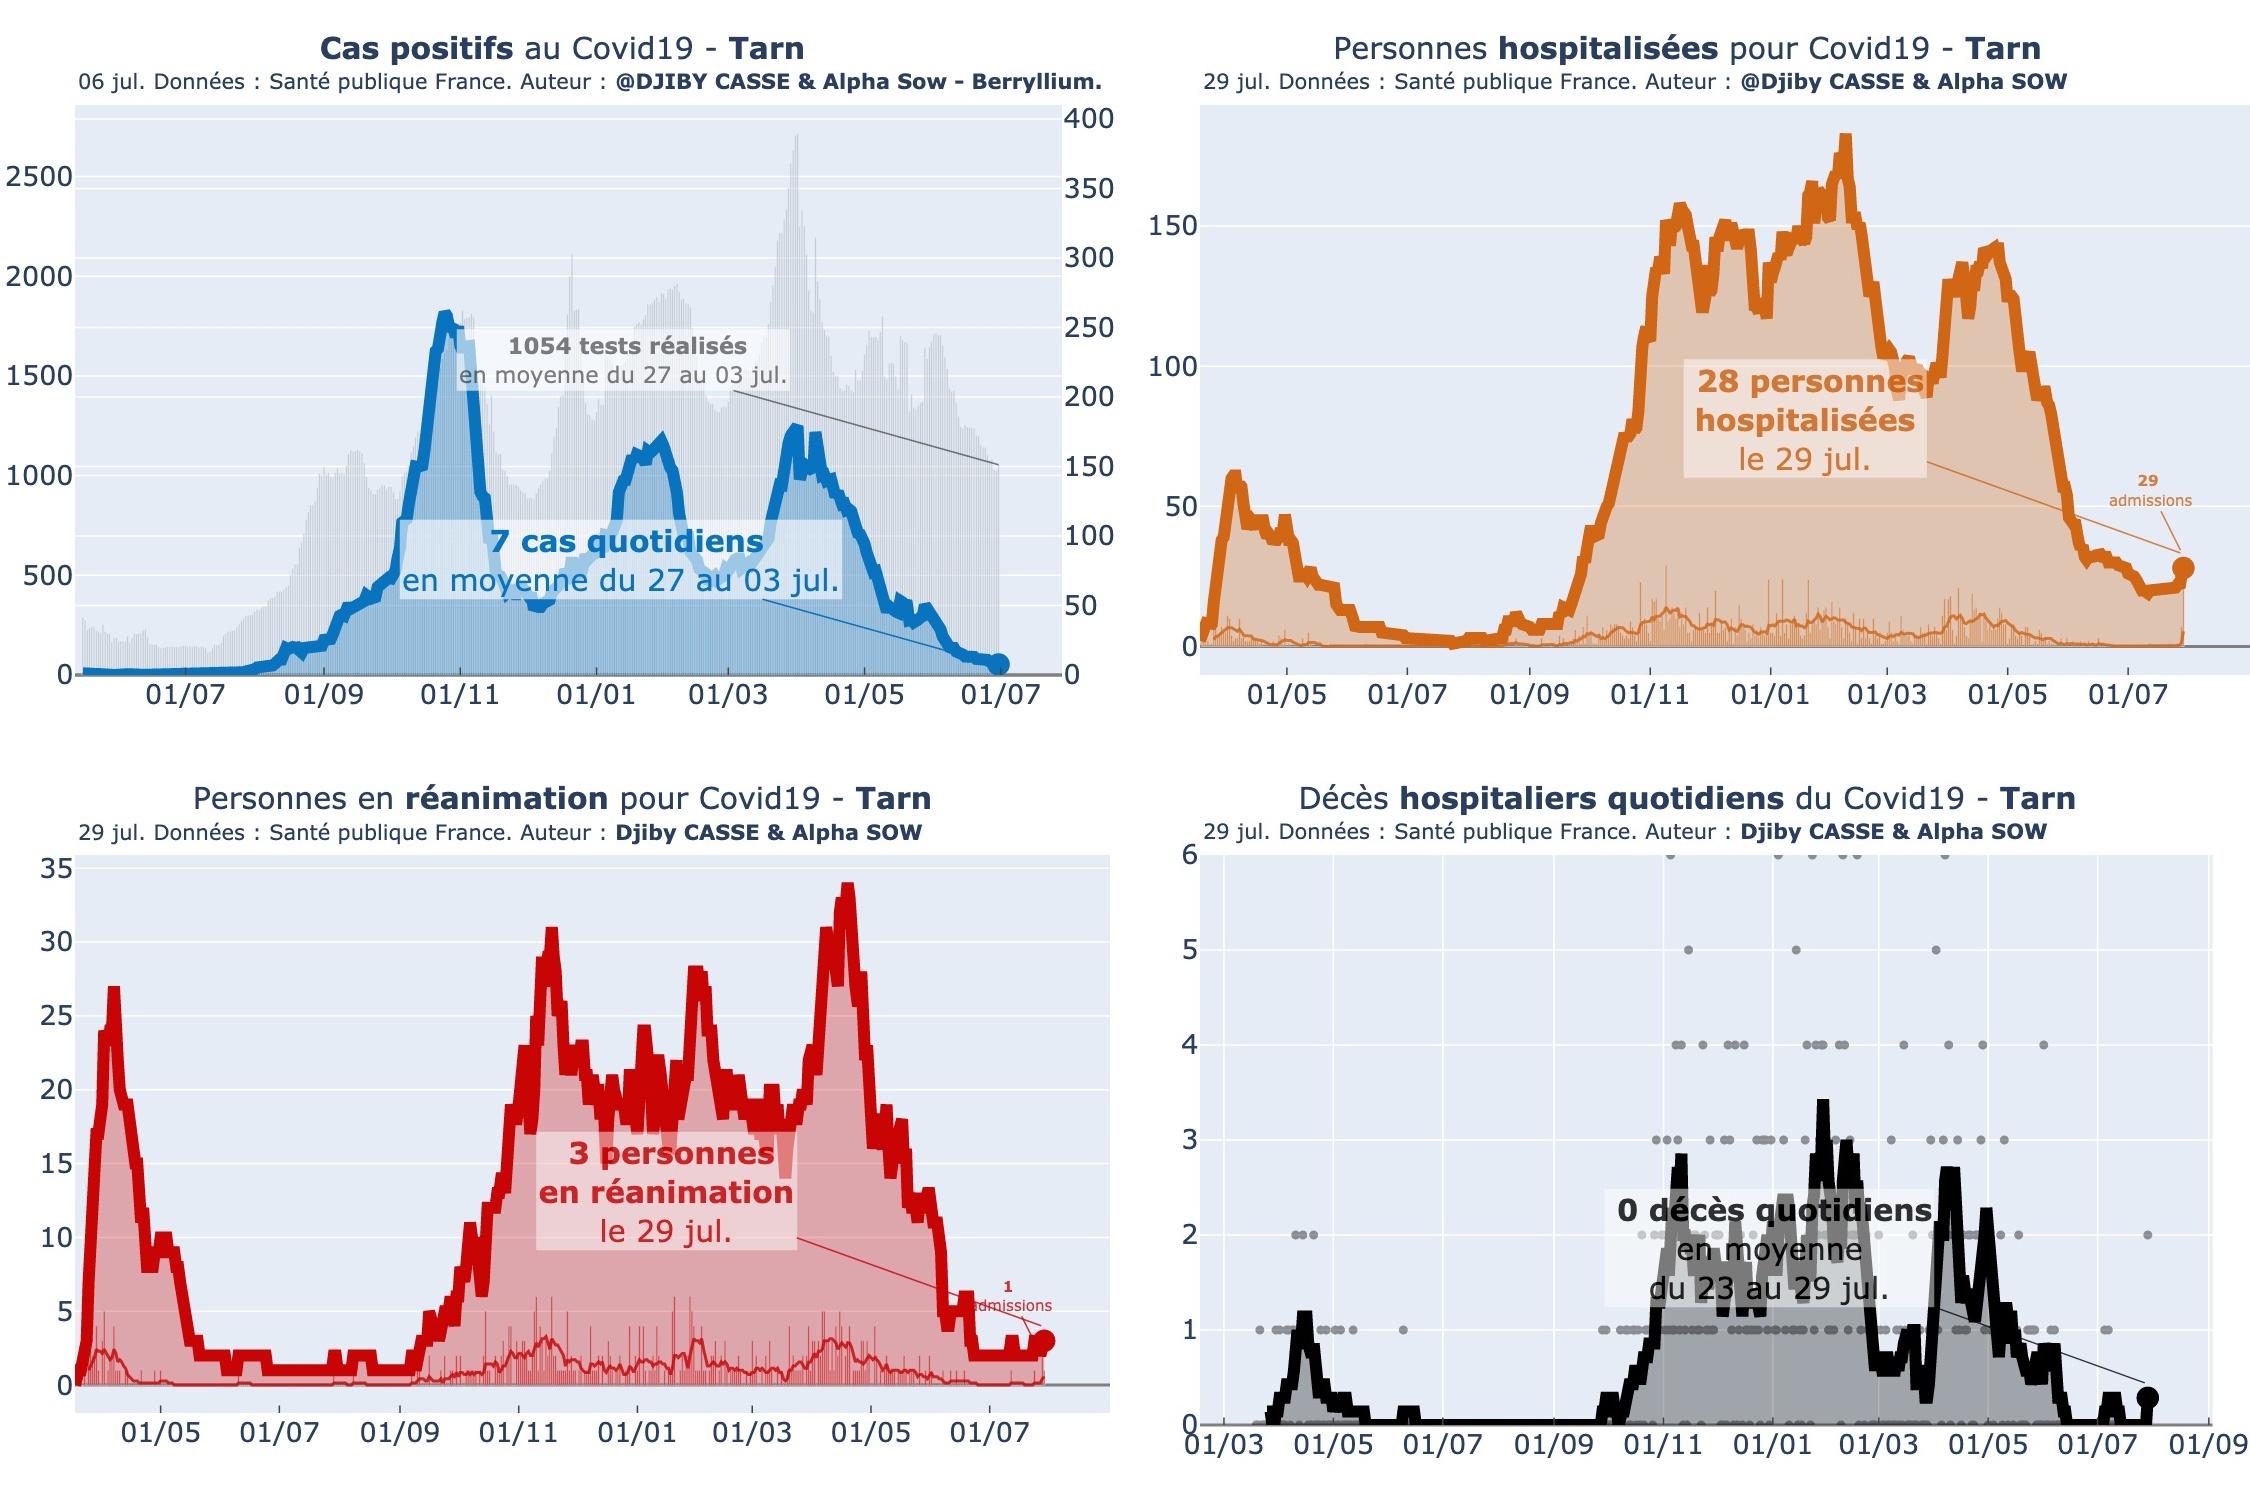 Cas positifs au Covid19 - Tarn
06 jul. Données : Santé publique France. Auteur : @DJIBY CASSE & Alpha Sow - Berryllium.
400
350
300
250
200
150
100
50
0
2500
2000
1500
1000
500
0
1054 tests réalisés
en moyenne du 27 au 03 jul.
7 cas quotidiens
en moyenne du 27 au 03 jul.
01/07 01/09 01/11 01/01 01/03 01/05 01/07
Personnes hospitalisées pour Covid19 - Tarn
29 jul. Données : Santé publique France. Auteur : @Djiby CASSE & Alpha SOW
150
100
50
0
28 personnes
hospitalisées
le 29 jul.
29
admissions
01/05 01/07 01/09 01/11 01/01 01/03 01/05 01/07
Personnes en réanimation pour Covid19 - Tarn
29 jul. Données : Santé publique France. Auteur : Djiby CASSE & Alpha SOW
35
30
25
20
15
10
5
0
3 personnes
en réanimation
le 29 jul.
1
admissions
01/05 01/07 01/09 01/11 01/01 01/03 01/05 01/07
Décès hospitaliers quotidiens du Covid19 - Tarn
29 jul. Données : Santé publique France. Auteur : Djiby CASSE & Alpha SOW
6
5
4
3
2
1
0
0 décès quotidiens
en moyenne
du 23 au 29 jul.
01/03 01/05 01/07 01/09 01/11 01/01 01/03 01/05 01/07 01/09